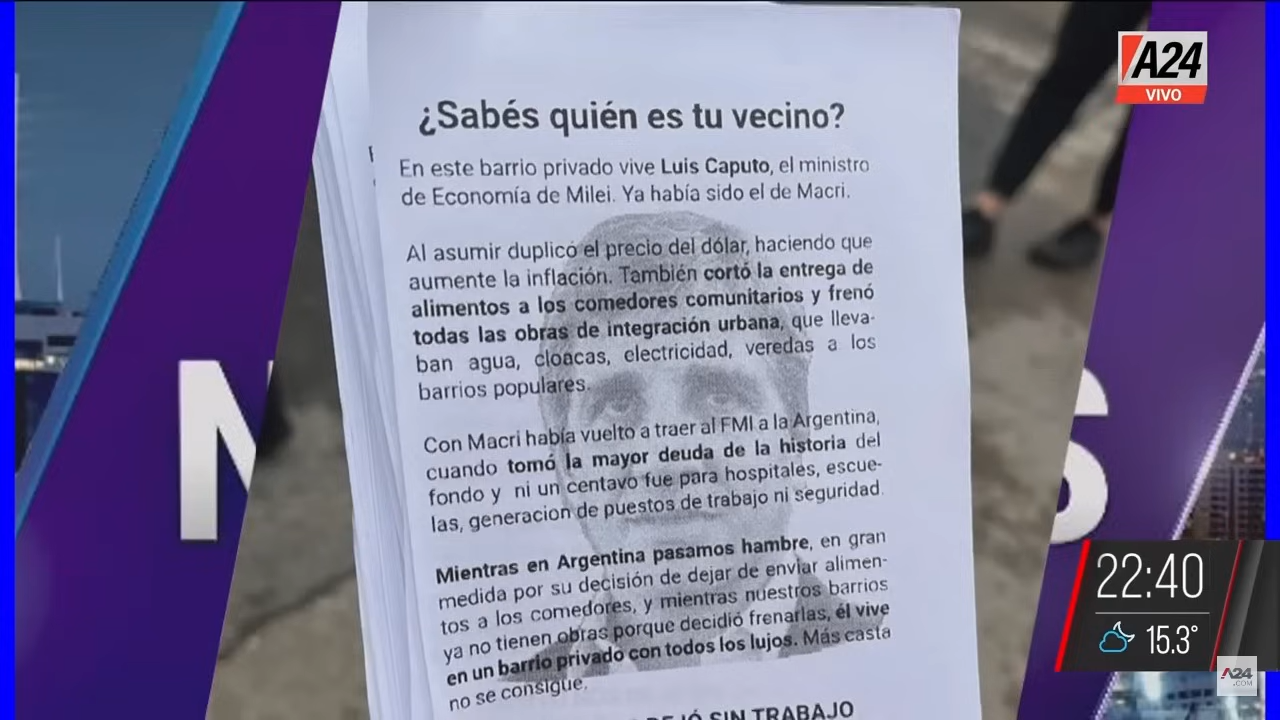 A24
VIVO
¿Sabés quién es tu vecino?
En este barrio privado vive Luis Caputo, el ministro
de Economía de Milei. Ya había sido el de Macri.
Al asumir duplicó el precio del dólar, haciendo que
aumente la inflación. También cortó la entrega de
alimentos a los comedores comunitarios y frenó
todas las obras de integración urbana, que lleva-
ban agua, cloacas, electricidad, veredas a los
barrios populares.
Con Macri había vuelto a traer al FMI a la Argentina,
cuando tomó la mayor deuda de la historia del
fondo y ni un centavo fue para hospitales, escue-
las, generacion de puestos de trabajo ni seguridad.
Mientras en Argentina pasamos hambre, en gran
medida por su decisión de dejar de enviar alimen-
tos a los comedores, y mientras nuestros barrios
ya no tienen obras porque decidió frenarlas, él vive
en un barrio privado con todos los lujos. Más casta
no se consigue.
DEJÓ SIN TRABAJO
N
S
22:40
15.3°
A24
.COM